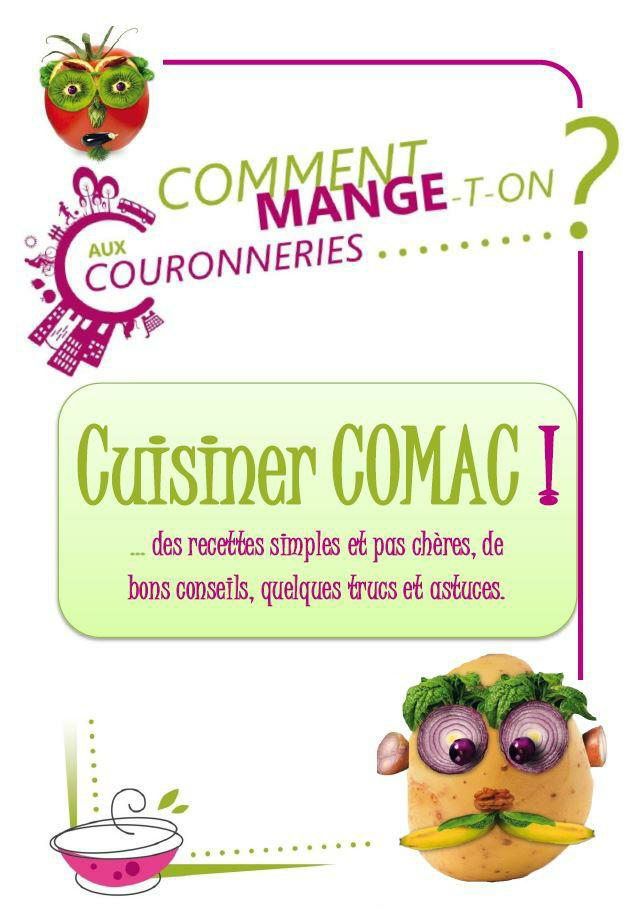 COMMENT
MANGE-T-ON ?
AUX
COURONNERIES ..........
Cuisiner COMAC !
... des recettes simples et pas chères, de
bons conseils, quelques trucs et astuces.